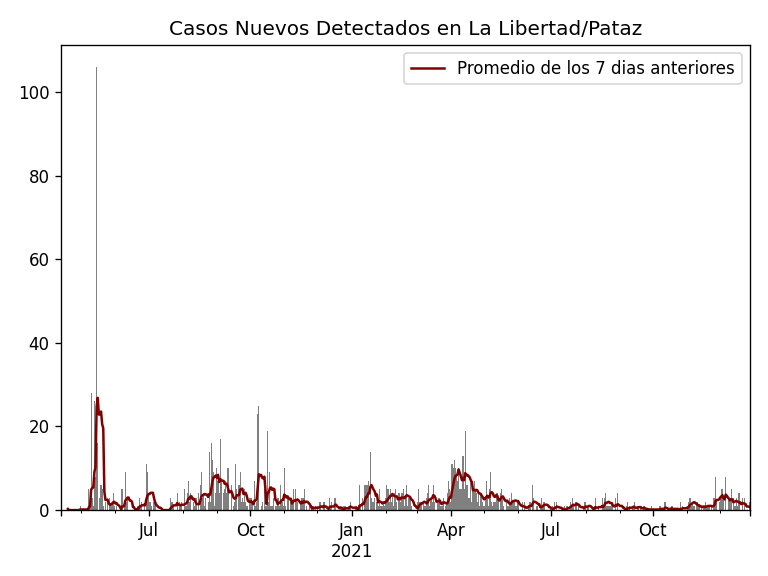 Casos Nuevos Detectados en La Libertad/Pataz
Promedio de los 7 dias anteriores
100
80
60
40
20
0
Jul Oct Jan Apr Jul Oct
2021